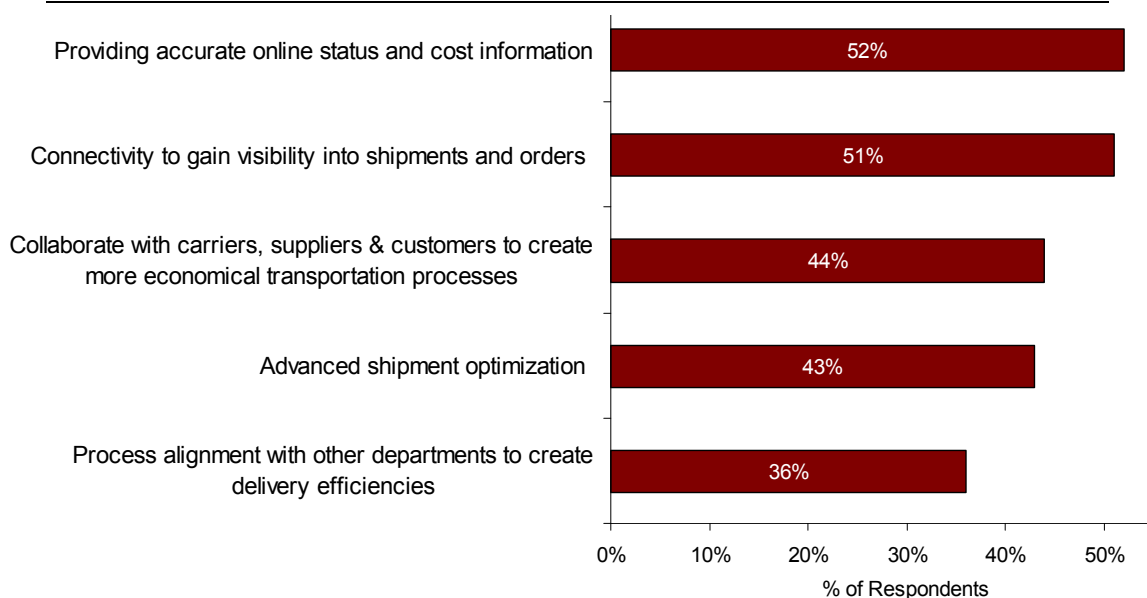 Providing accurate online status and cost information
52%
Connectivity to gain visibility into shipments and orders
51%
Collaborate with carriers, suppliers & customers to create
more economical transportation processes
44%
Advanced shipment optimization
43%
Process alignment with other departments to create
delivery efficiencies
36%
0% 10% 20% 30% 40% 50%
% of Respondents